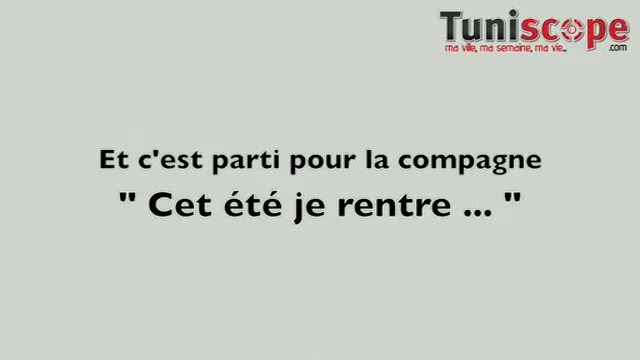 Tuniscope
.com
ma ville, ma semaine, ma vie...
Et c'est parti pour la compagne
" Cet été je rentre ... "